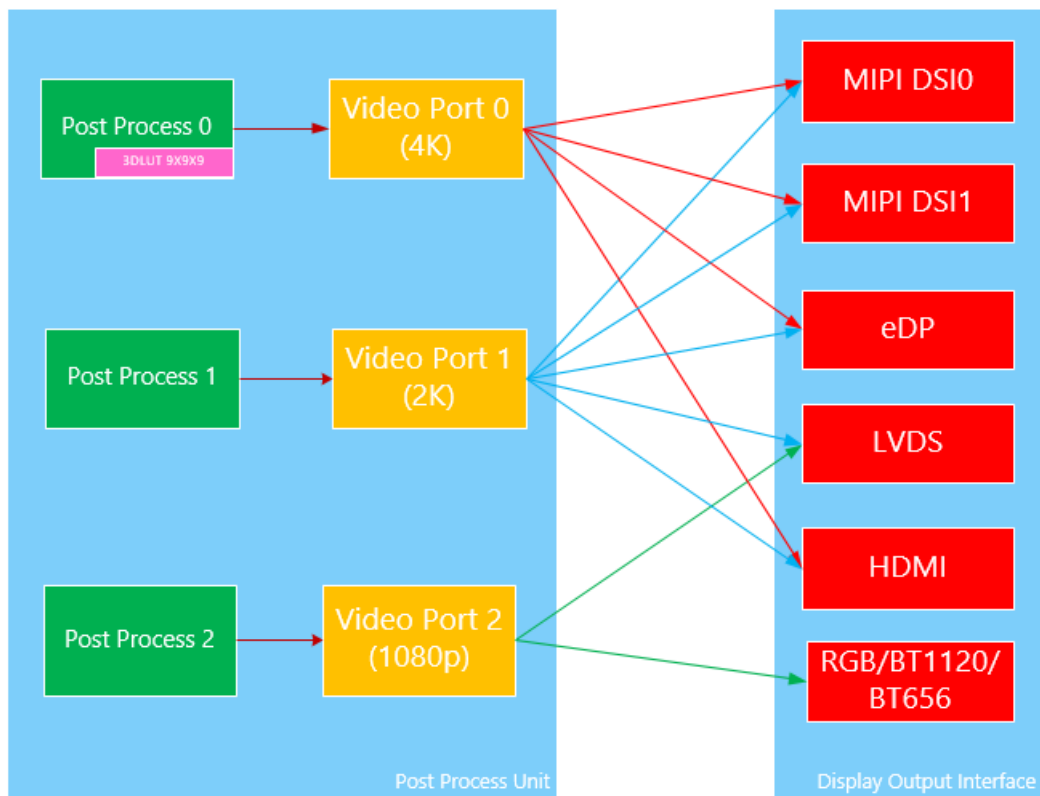 Post Process 0
3DLUT 9X9X9
Video Port 0
(4K)
MIPI DSI0
MIPI DSI1
eDP
Post Process 1
Video Port 1
(2K)
LVDS
HDMI
Post Process 2
Video Port 2
(1080p)
RGB/BT1120/
BT656
Post Process Unit
Display Output Interface